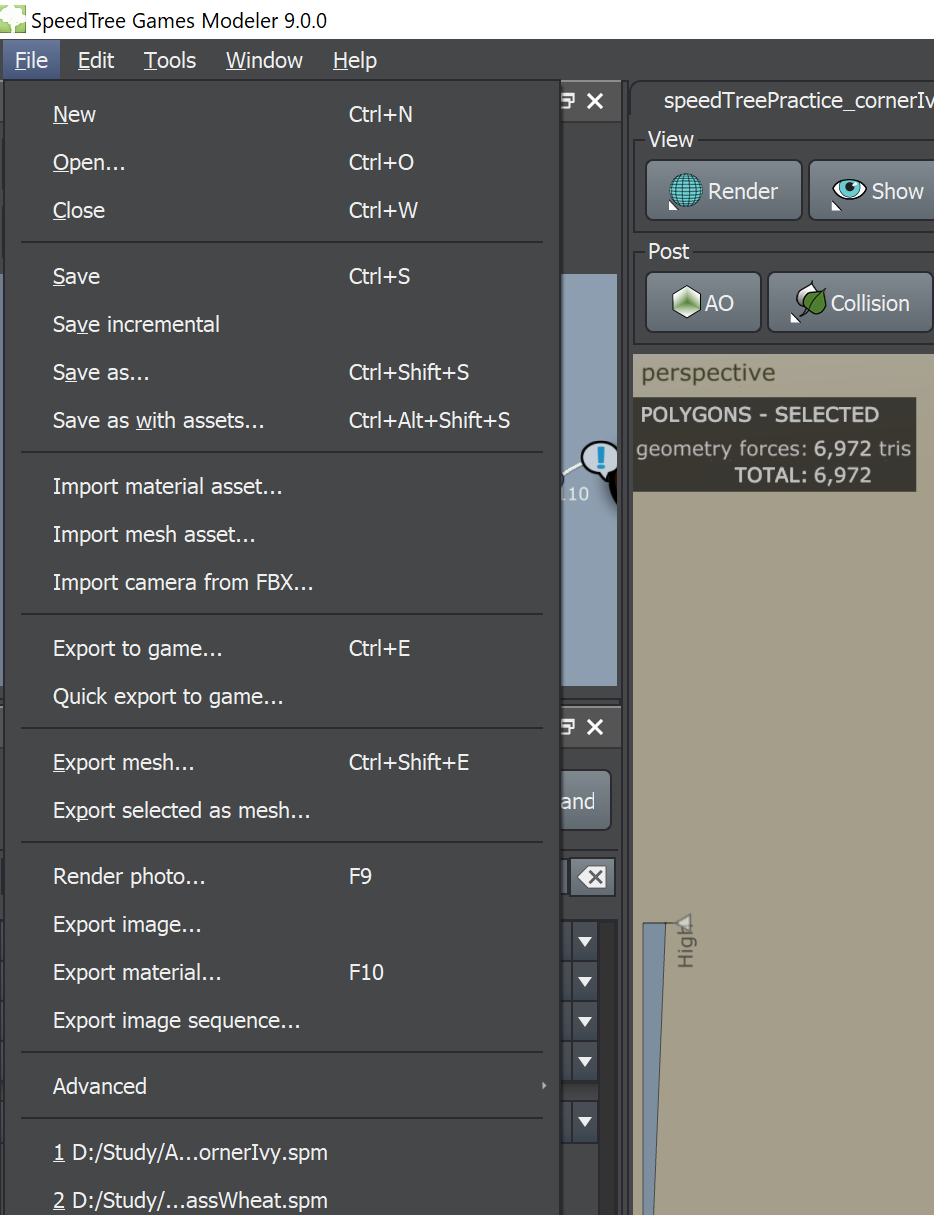 SpeedTree Games Modeler 9.0.0
File Edit Tools Window Help
New Ctrl+N
Open... Ctrl+O
Close Ctrl+W
Save Ctrl+S
Save incremental
Save as... Ctrl+Shift+S
Save as with assets... Ctrl+Alt+Shift+S
Import material asset...
Import mesh asset...
Import camera from FBX...
Export to game... Ctrl+E
Quick export to game...
Export mesh... Ctrl+Shift+E
Export selected as mesh...
Render photo... F9
Export image...
Export material... F10
Export image sequence...
Advanced
1 D:/Study/A...ornerIvy.spm
2 D:/Study/...assWheat.spm
110
and
speedTreePractice_cornerIv
View
Render Show
Post
AO Collision
perspective
POLYGONS - SELECTED
geometry forces: 6,972 tris
TOTAL: 6,972
High